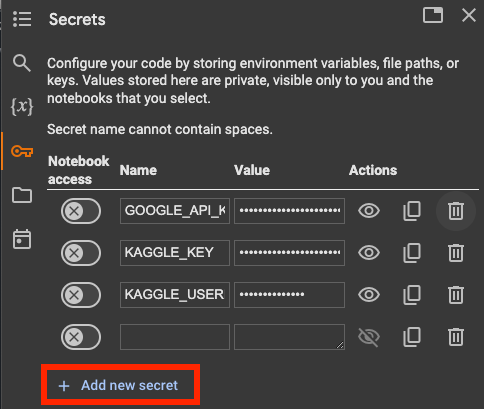 Secrets
Configure your code by storing environment variables, file paths, or
keys. Values stored here are private, visible only to you and the
notebooks that you select.
Secret name cannot contain spaces.
Notebook access Name Value Actions
GOOGLE_API_K
KAGGLE_KEY
KAGGLE_USER
+ Add new secret